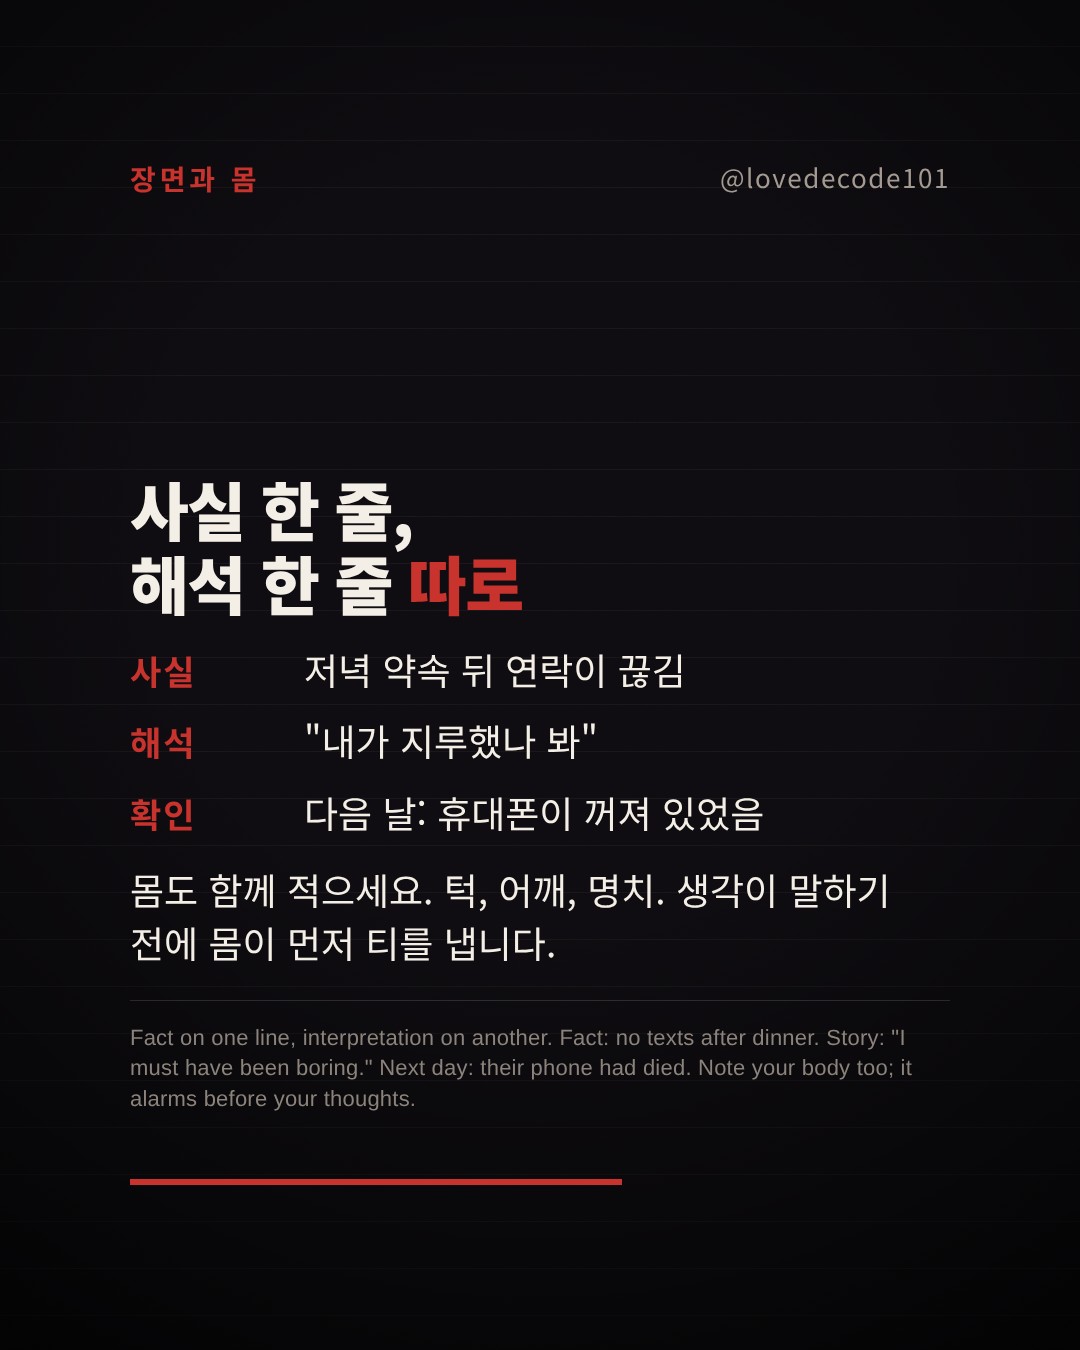 장면과 몸
@lovedecode101
사실 한 줄,
해석 한 줄 따로
사실 저녁 약속 뒤 연락이 끊김
해석 "내가 지루했나 봐"
확인 다음 날: 휴대폰이 꺼져 있었음
몸도 함께 적으세요. 턱, 어깨, 명치. 생각이 말하기
전에 몸이 먼저 티를 냅니다.
Fact on one line, interpretation on another. Fact: no texts after dinner. Story: "I
must have been boring." Next day: their phone had died. Note your body too; it
alarms before your thoughts.